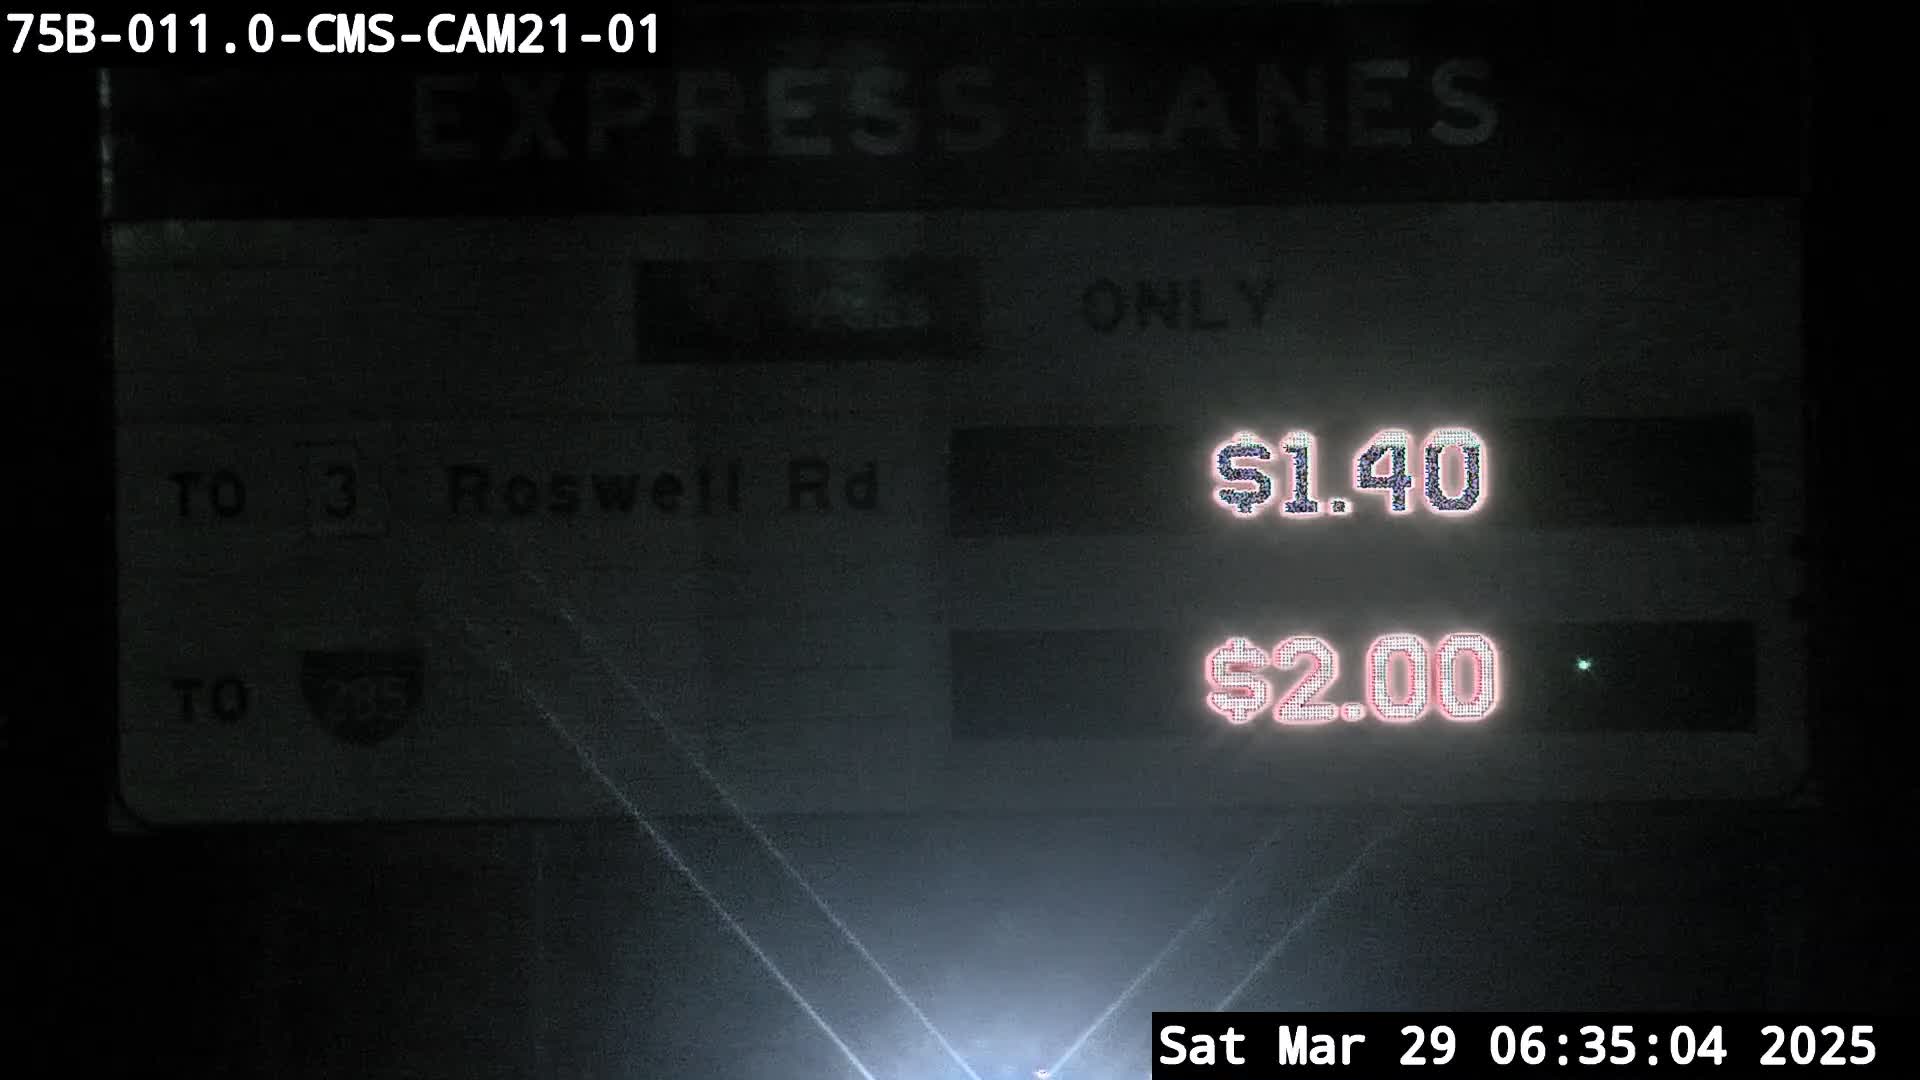 75B-011.0-CMS-CAM21-01
EXPRESS LANES
ONLY
TO 3 Roswell Rd $1.40
TO 285 $2.00
Sat Mar 29 06:35:04 2025